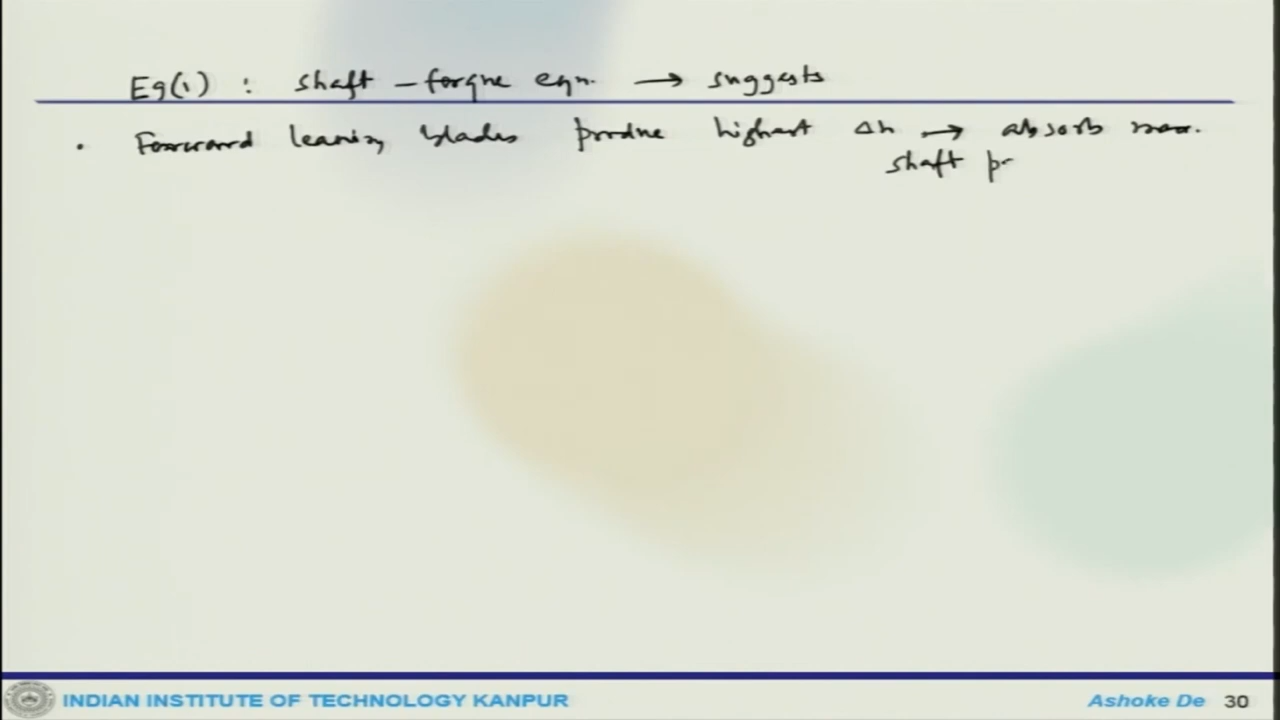 Eq(1) : shaft – torque eqn. → suggests
• Forward leaning blades produce highest Δh → absorb max.
shaft p
INDIAN INSTITUTE OF TECHNOLOGY KANPUR
Ashoke De 30